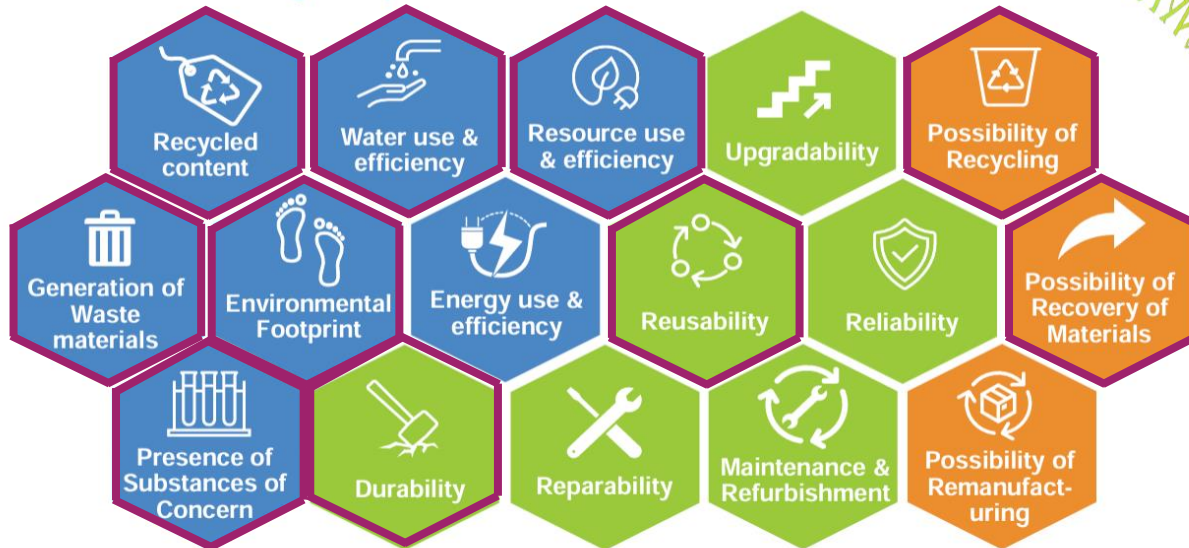 Recycled
content
Water use &
efficiency
Resource use
& efficiency
Upgradability
Possibility of
Recycling
Generation of
Waste
materials
Environmental
Footprint
Energy use &
efficiency
Reusability
Reliability
Possibility of
Recovery of
Materials
Presence of
Substances of
Concern
Durability
Reparability
Maintenance &
Refurbishment
Possibility of
Remanufact-
uring